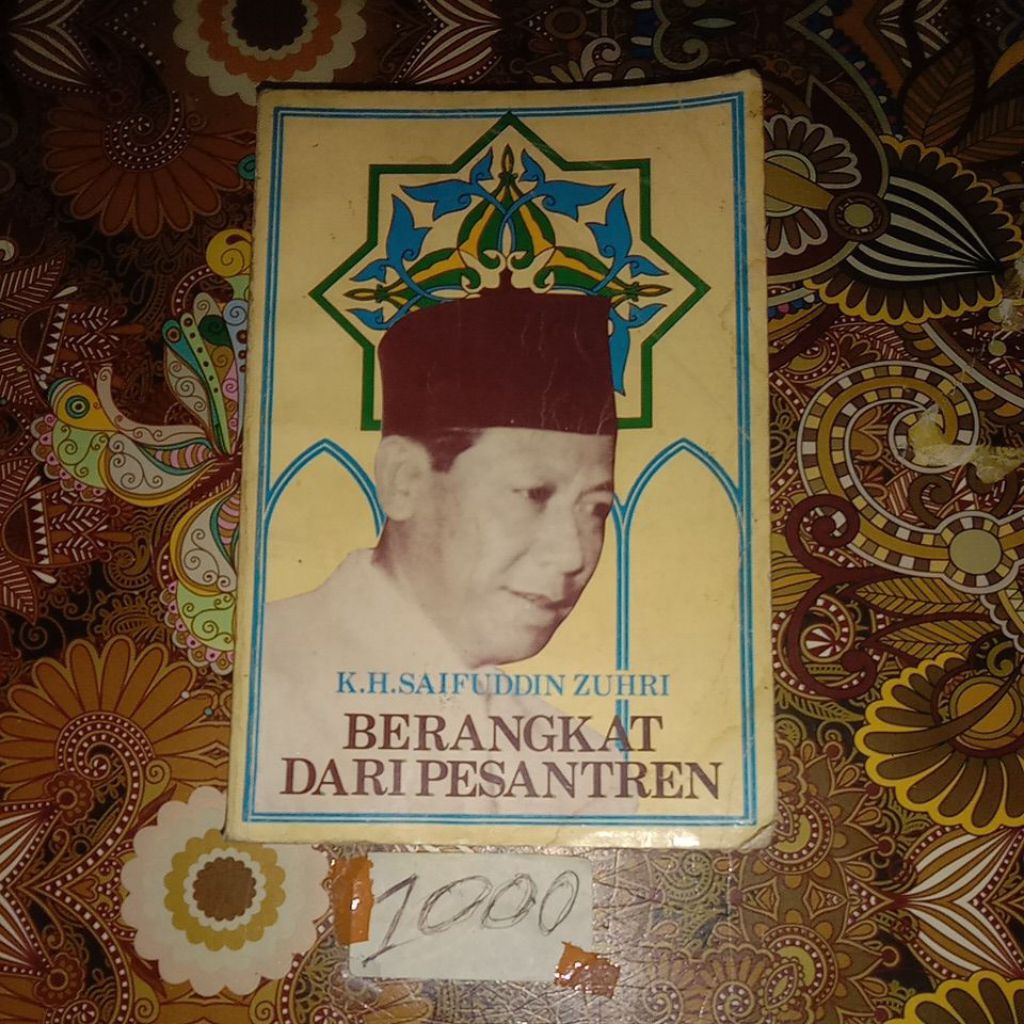 K.H.SAIFUDDIN ZUHRI
BERANGKAT
DARI PESANTREN
1000